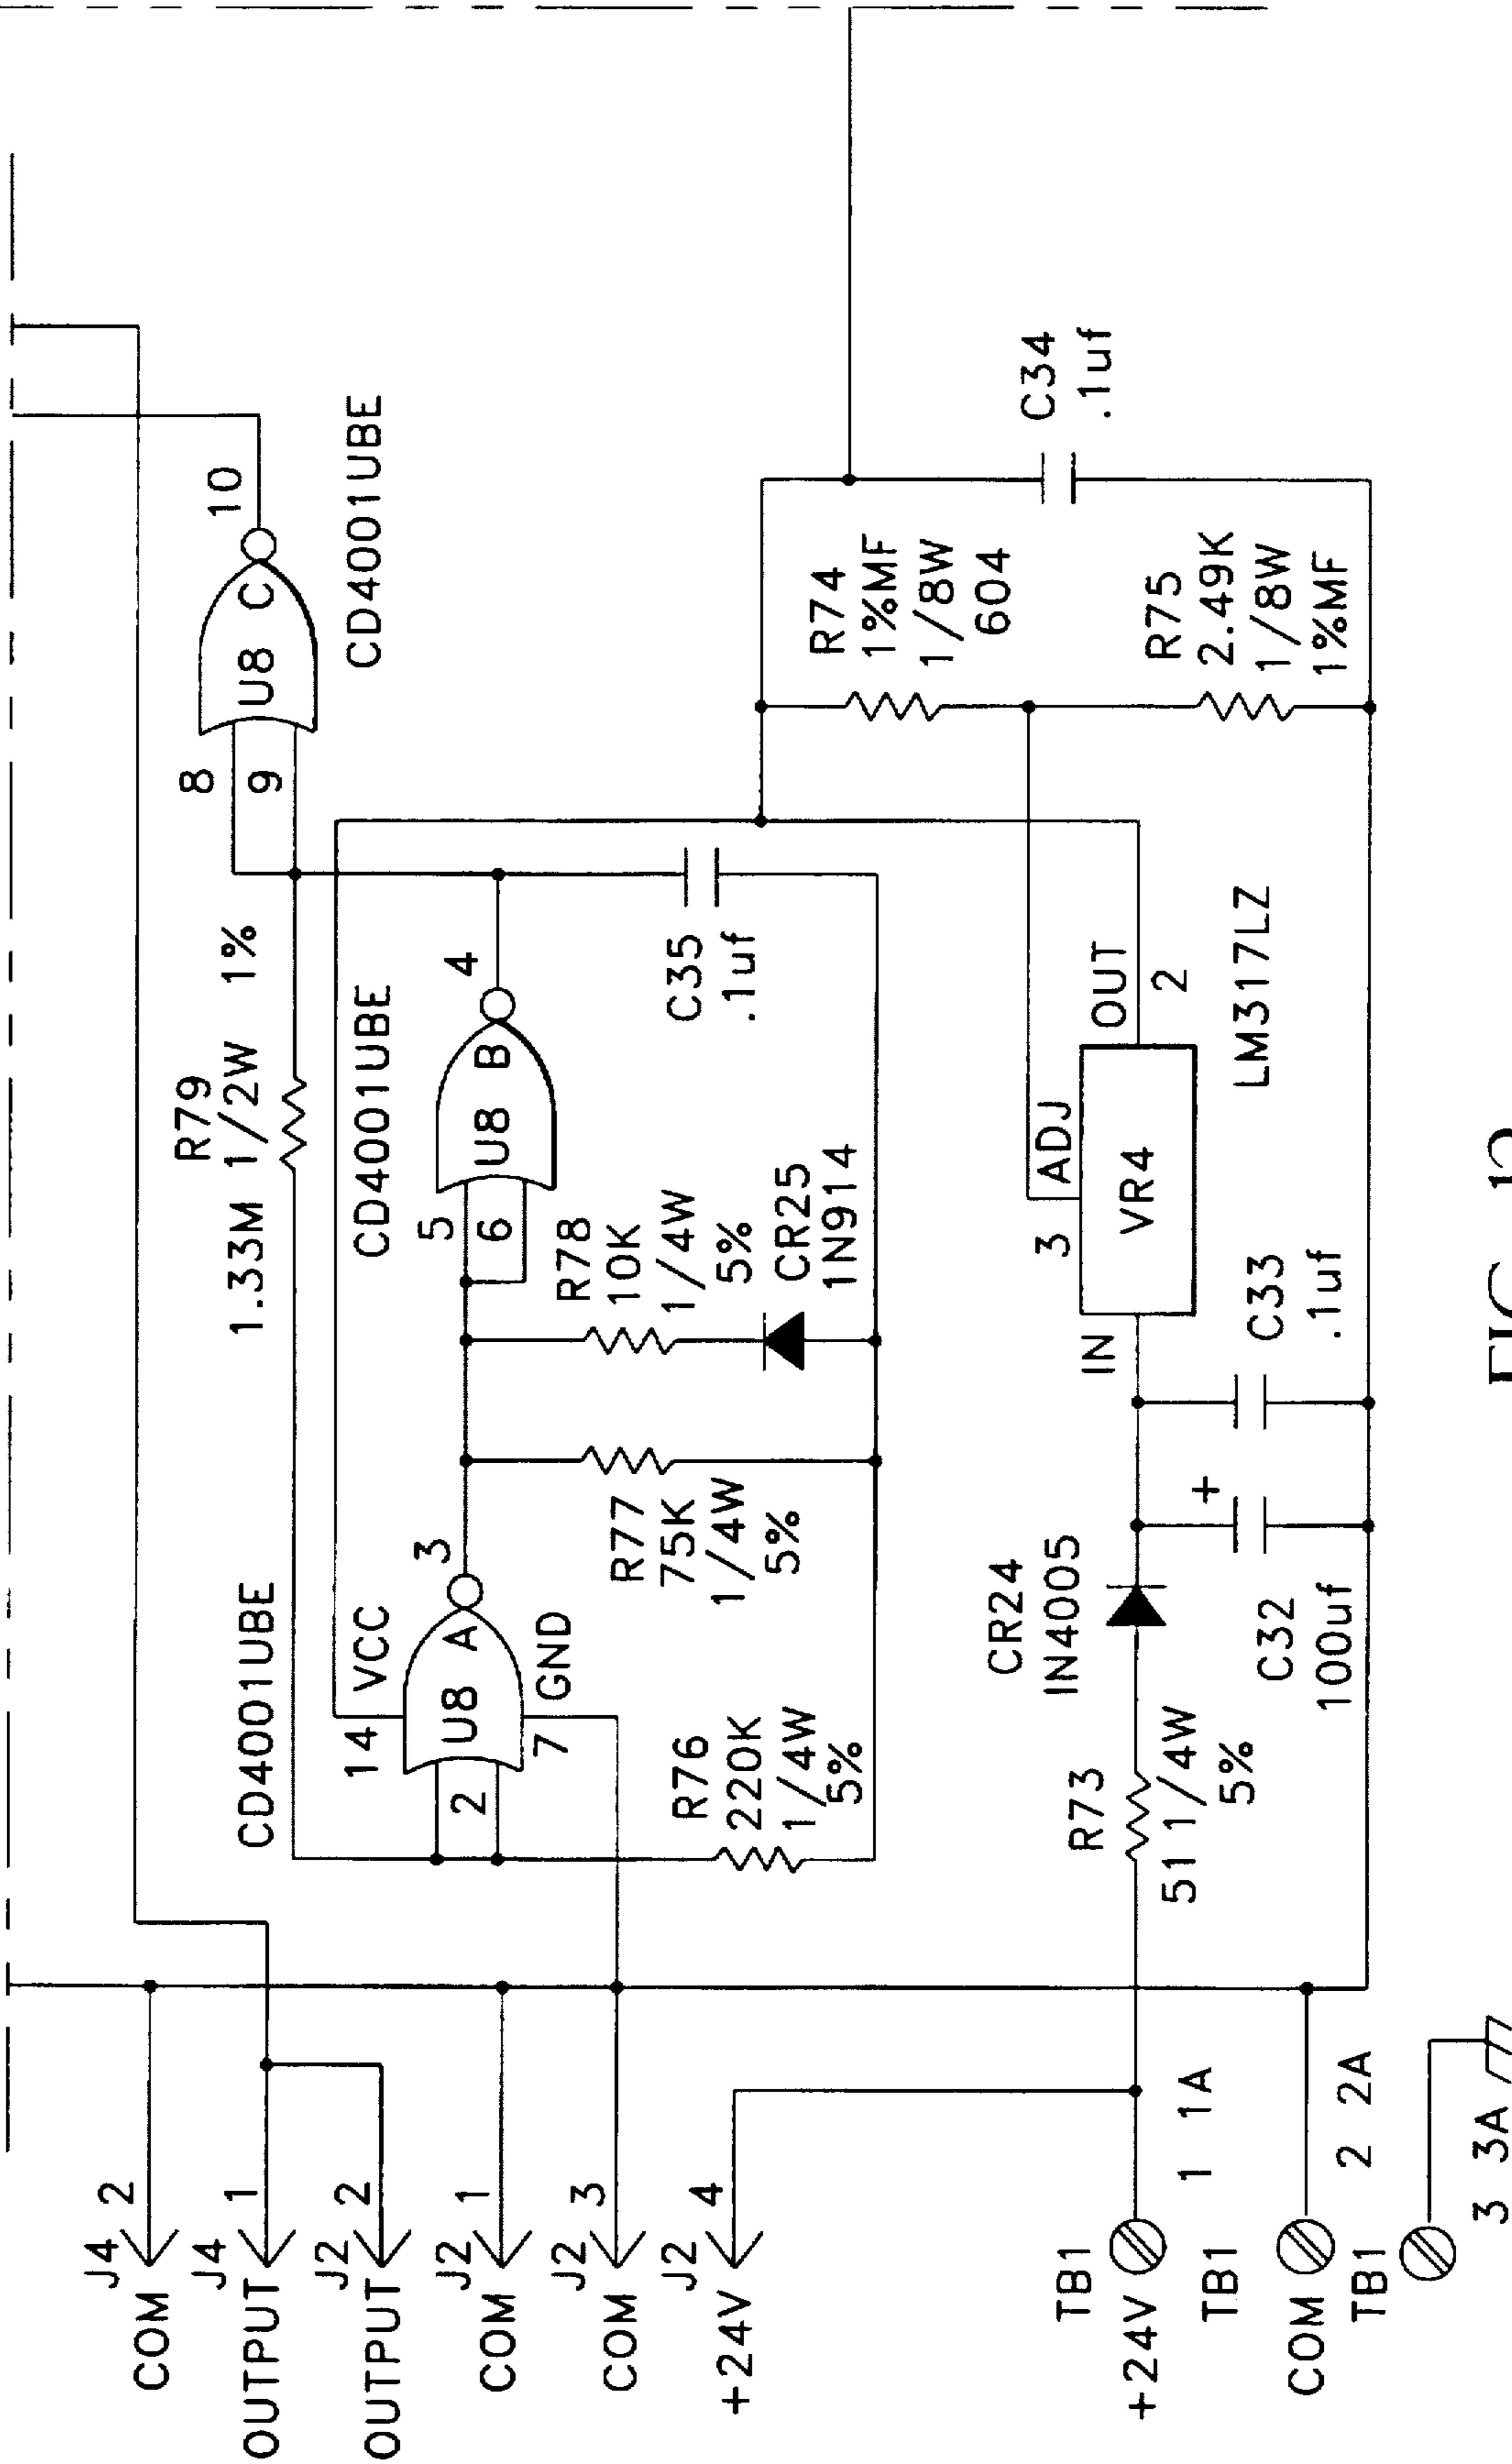 J4
2
COM
J4
1
OUTPUT
J2
2
OUTPUT
J2
1
COM
J2
3
COM
J2
4
+24V
TB1
+24V
1 1A
TB1
COM
2 2A
TB1
3 3A
CD4001UBE
14
VCC
U8 A
3
2
7
GND
R76
220K
1/4W
5%
R79
1.33M 1/2W 1%
R77
75K
1/4W
5%
CD4001UBE
5
6
U8 B
4
R78
10K
1/4W
5%
CR25
1N914
C35
.1uf
8
9
U8 C
10
CD4001UBE
R73
51 1/4W
5%
CR24
IN4005
+
C32
100uf
C33
.1uf
IN
3
ADJ
VR4
OUT
2
LM317LZ
R74
1%MF
1/8W
604
R75
2.49K
1/8W
1%MF
C34
.1uf